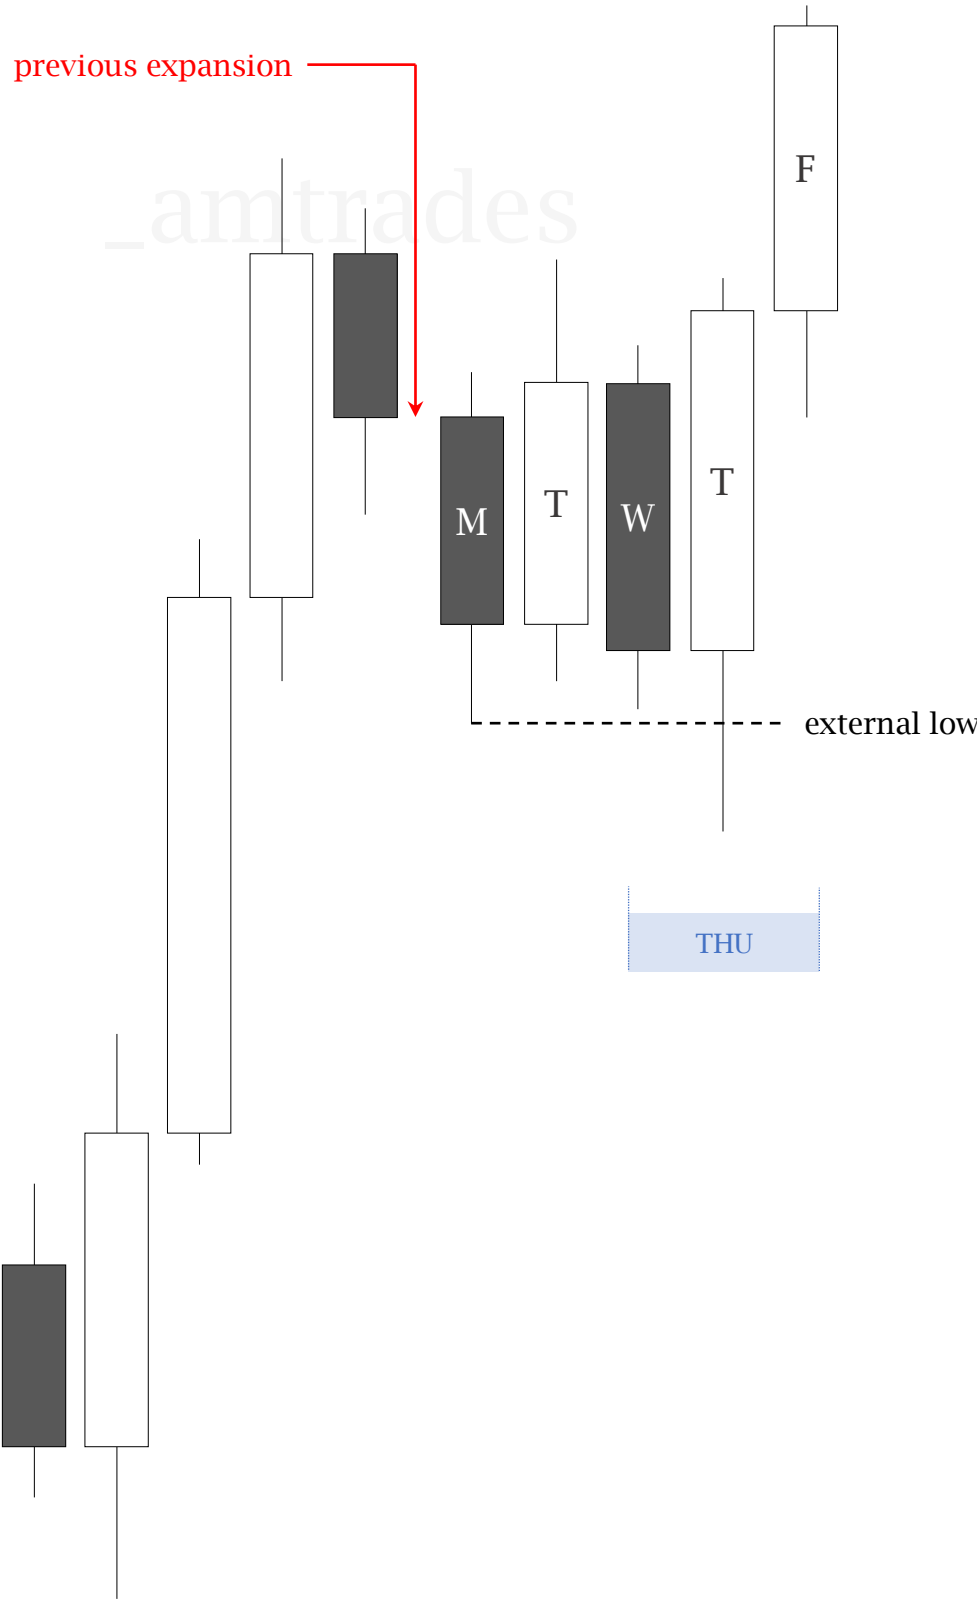 previous expansion
_amtrades
F
M
T
W
T
external low
THU